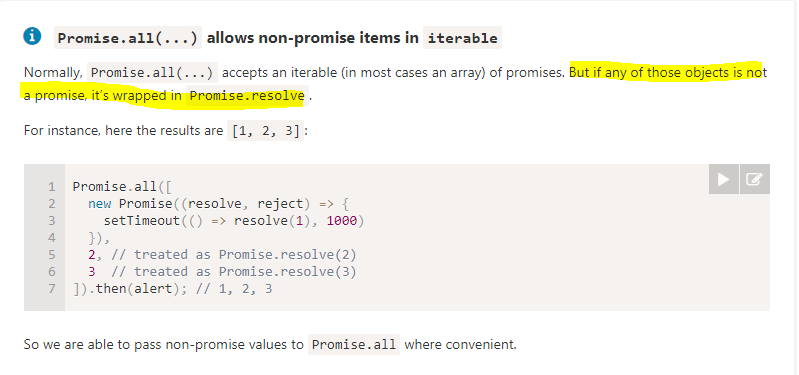 Promise.all(...) allows non-promise items in iterable
Normally, Promise.all(...) accepts an iterable (in most cases an array) of promises. But if any of those objects is not
a promise, it's wrapped in Promise.resolve .
For instance, here the results are [1, 2, 3]:
1 Promise.all([
2   new Promise((resolve, reject) => {
3     setTimeout(() => resolve(1), 1000)
4   }),
5   2, // treated as Promise.resolve(2)
6   3  // treated as Promise.resolve(3)
7 ]).then(alert); // 1, 2, 3
So we are able to pass non-promise values to Promise.all where convenient.